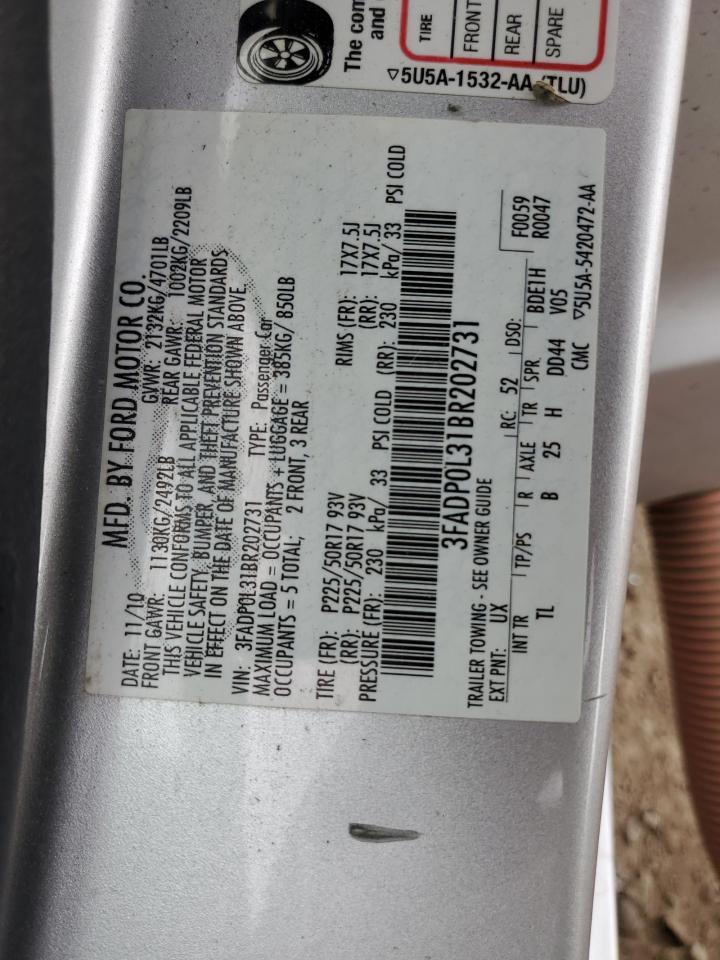 The com
and c
TIRE
FRONT
REAR
SPARE
▽5U5A-1532-AA (TLU)
MFD. BY FORD MOTOR CO.
DATE: 11/10 GVWR: 2132KG/4701LB
FRONT GAWR: 1130KG/2492LB REAR GAWR: 1002KG/2209LB
THIS VEHICLE CONFORMS TO ALL APPLICABLE FEDERAL MOTOR
VEHICLE SAFETY, BUMPER, AND THEFT PREVENTION STANDARDS
IN EFFECT ON THE DATE OF MANUFACTURE SHOWN ABOVE.
VIN: 3FADP0L31BR202731 TYPE: Passenger Car
MAXIMUM LOAD = OCCUPANTS + LUGGAGE = 385KG/ 850LB
OCCUPANTS = 5 TOTAL; 2 FRONT, 3 REAR
TIRE (FR): P225/50R17 93V RIMS (FR): 17X7.5J
(RR): P225/50R17 93V (RR): 17X7.5J
PRESSURE (FR): 230 kPa/ 33 PSI COLD (RR): 230 kPa/ 33 PSI COLD
3FADP0L31BR202731
TRAILER TOWING - SEE OWNER GUIDE F0059
EXT PNT: UX RC: 52 DSO: R0047
INT TR TP/PS R AXLE TR SPR BDE1H
TL B 25 H DD44 V05
CMC ▽5U5A-5420472-AA